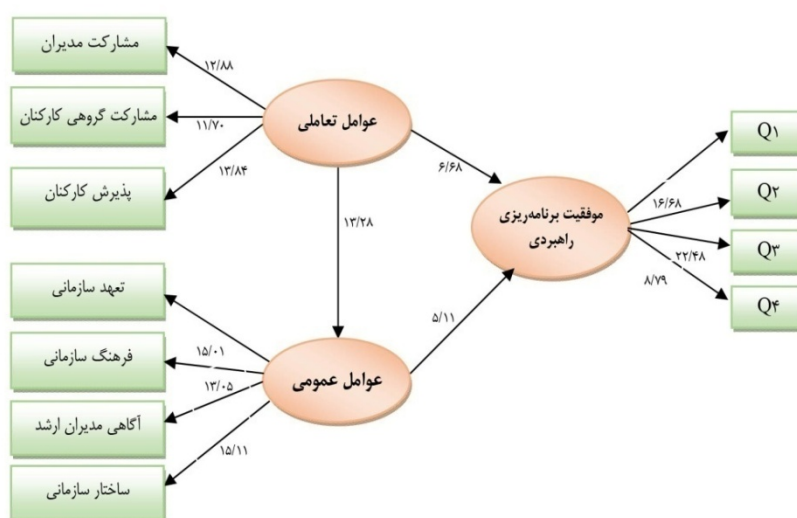 مشارکت مدیران
۱۲/۸۸
مشارکت گروهی کارکنان
۱۱/۷۰
پذیرش کارکنان
۱۳/۸۴
عوامل تعاملی
۶/۶۸
۱۳/۲۸
موفقیت برنامه‌ریزی
راهبردی
Q۱
۱۶/۶۸
Q۲
۲۲/۴۸
Q۳
۸/۷۹
Q۴
تعهد سازمانی
۱۵/۰۱
فرهنگ سازمانی
۱۳/۰۵
آگاهی مدیران ارشد
۱۵/۱۱
ساختار سازمانی
عوامل عمومی
۵/۱۱